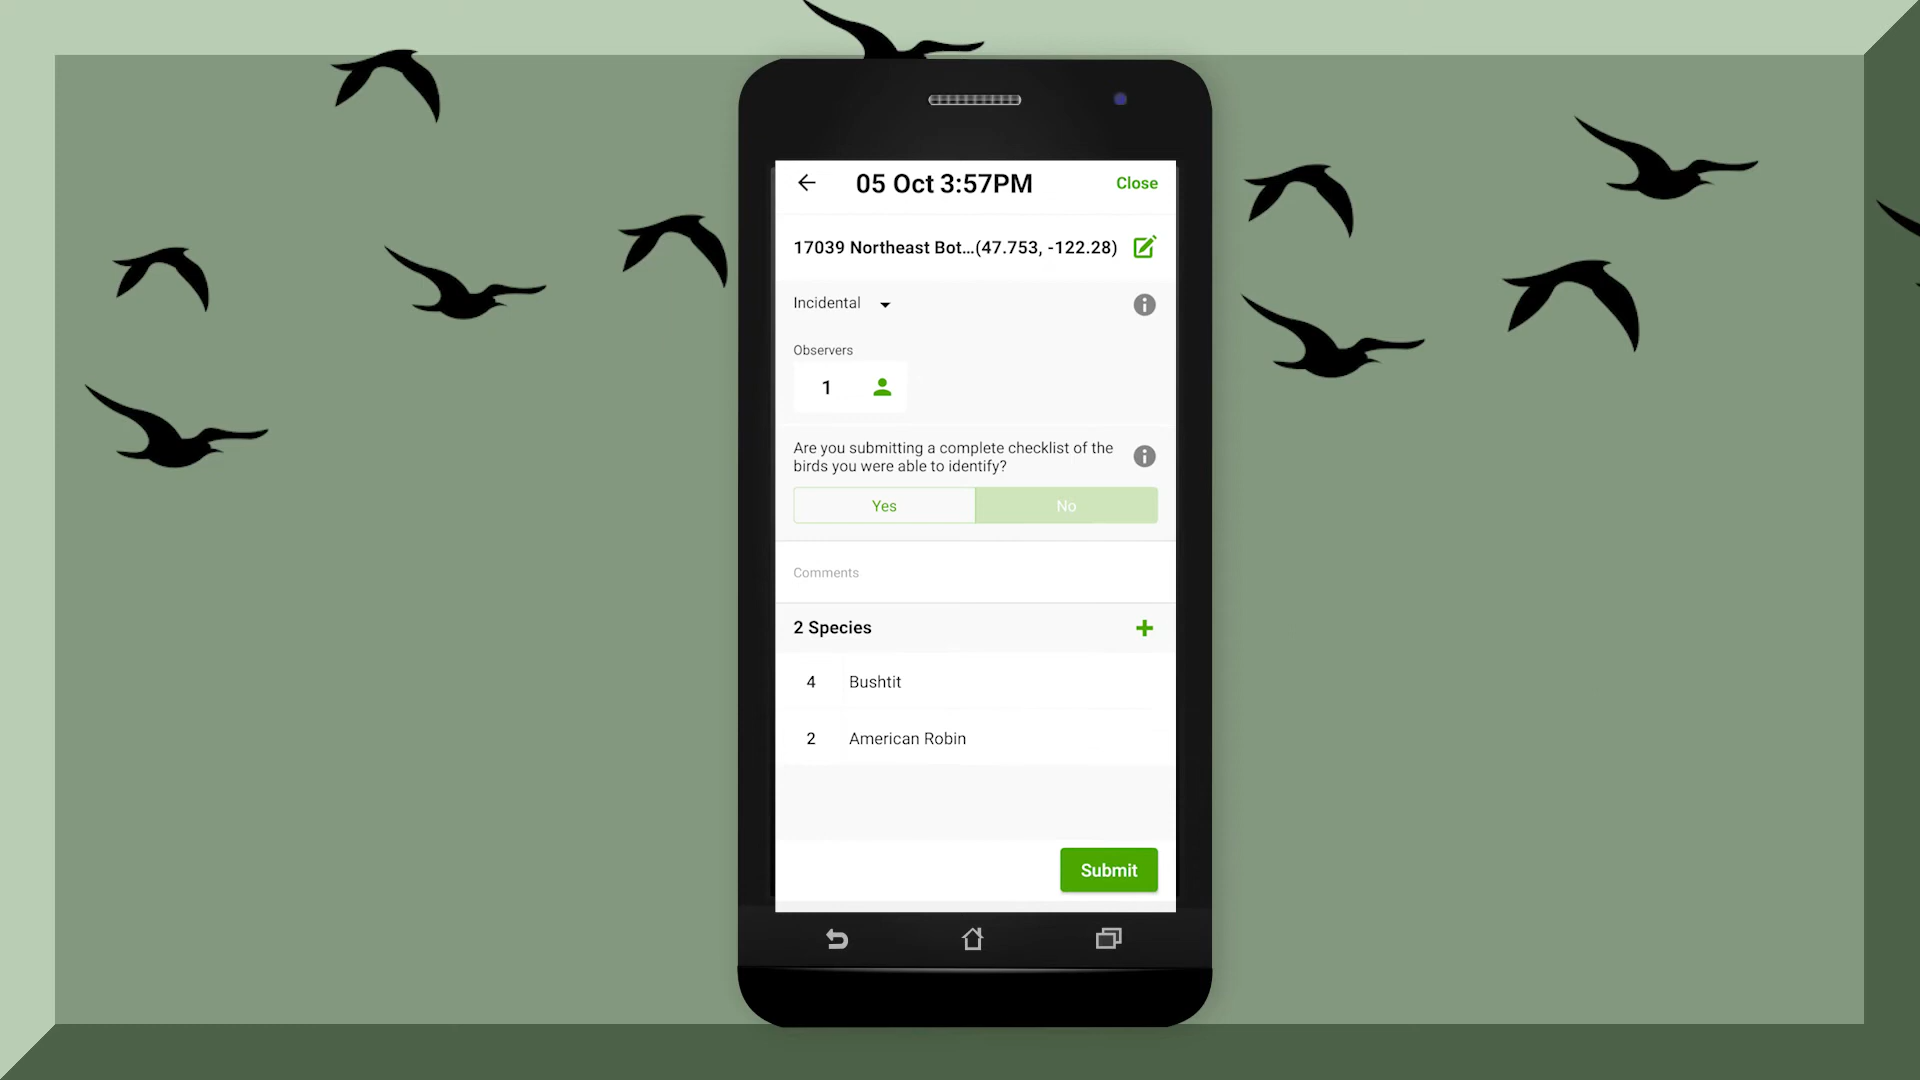 05 Oct 3:57PM
Close
17039 Northeast Bot...(47.753, -122.28)
Incidental
Observers
1
Are you submitting a complete checklist of the
birds you were able to identify?
Yes
No
Comments
2 Species
4 Bushtit
2 American Robin
Submit